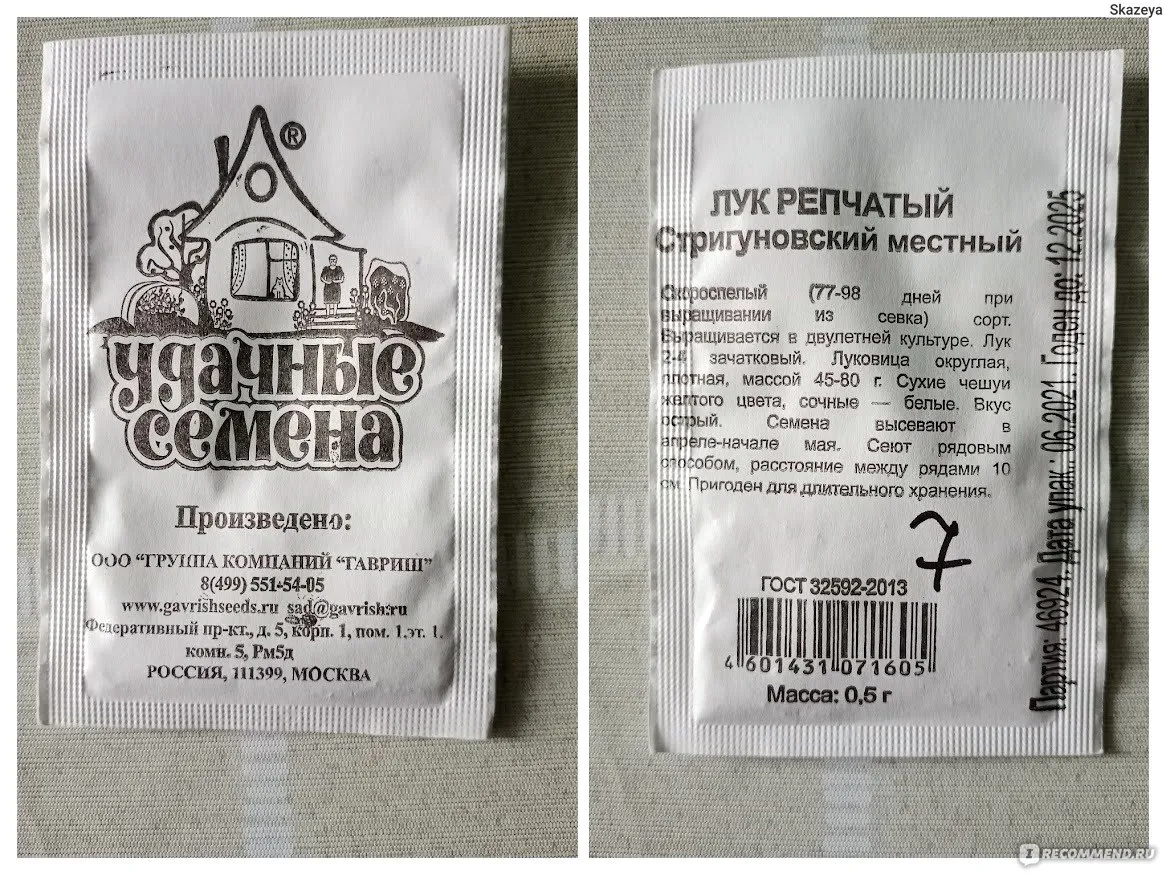 Skazeya
®
удачные
семена
Произведено:
ООО "ГРУППА КОМПАНИЙ "ГАВРИШ"
8(499) 551-54-05
www.gavrishseeds.ru sad@gavrish.ru
Федеративный пр-кт., д. 5, корп. 1, пом. 1.эт. 1.
комн. 5, Рм5д
РОССИЯ, 111399, МОСКВА
ЛУК РЕПЧАТЫЙ
Стригуновский местный
Скороспелый (77-98 дней при
выращивании из севка) сорт.
Выращивается в двулетней культуре. Лук
2-4 зачатковый. Луковица округлая,
плотная, массой 45-80 г. Сухие чешуи
желтого цвета, сочные — белые. Вкус
острый. Семена высевают в
апреле-начале мая. Сеют рядовым
способом, расстояние между рядами 10
см. Пригоден для длительного хранения.
7
ГОСТ 32592-2013
4 601431 071605
Масса: 0,5 г
Партия: 46924. Дата упак.: 06.2021. Годен до: 12.2025
IRECOMMEND.RU